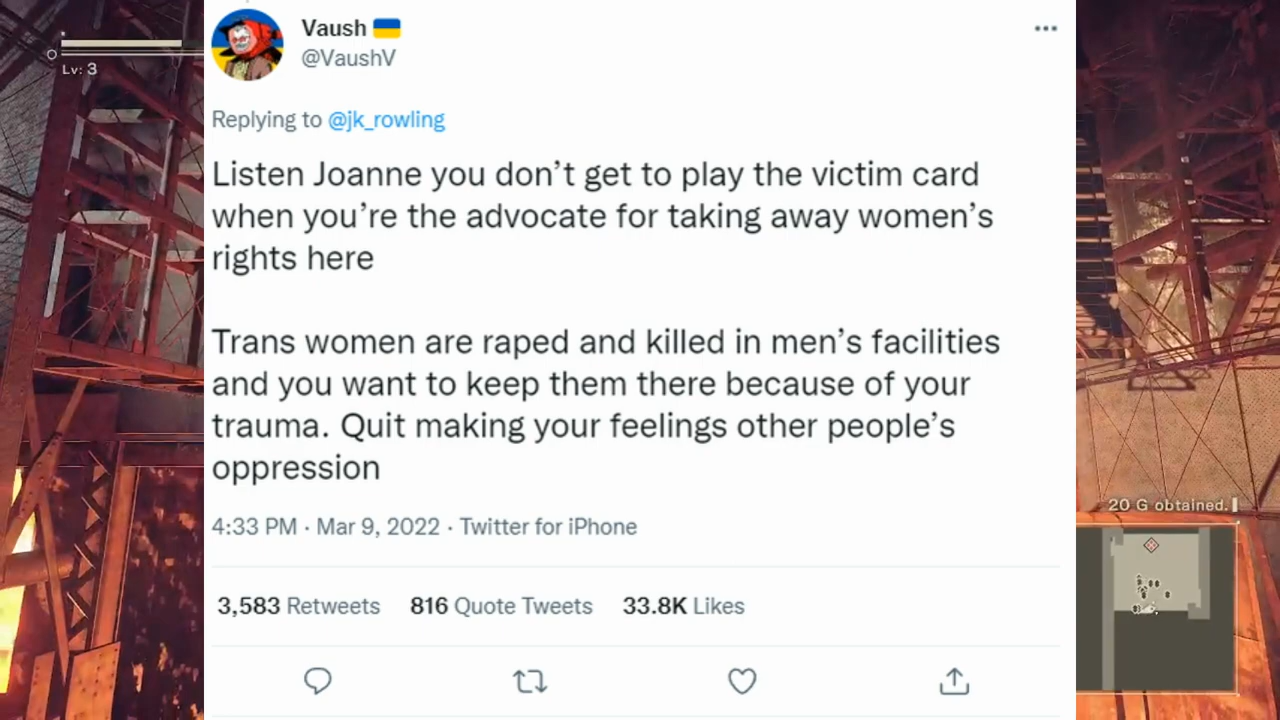 Vaush 🇺🇦
@VaushV
Lv: 3
Replying to @jk_rowling
Listen Joanne you don’t get to play the victim card
when you’re the advocate for taking away women’s
rights here
Trans women are raped and killed in men’s facilities
and you want to keep them there because of your
trauma. Quit making your feelings other people’s
oppression
20 G obtained.
4:33 PM · Mar 9, 2022 · Twitter for iPhone
3,583 Retweets 816 Quote Tweets 33.8K Likes